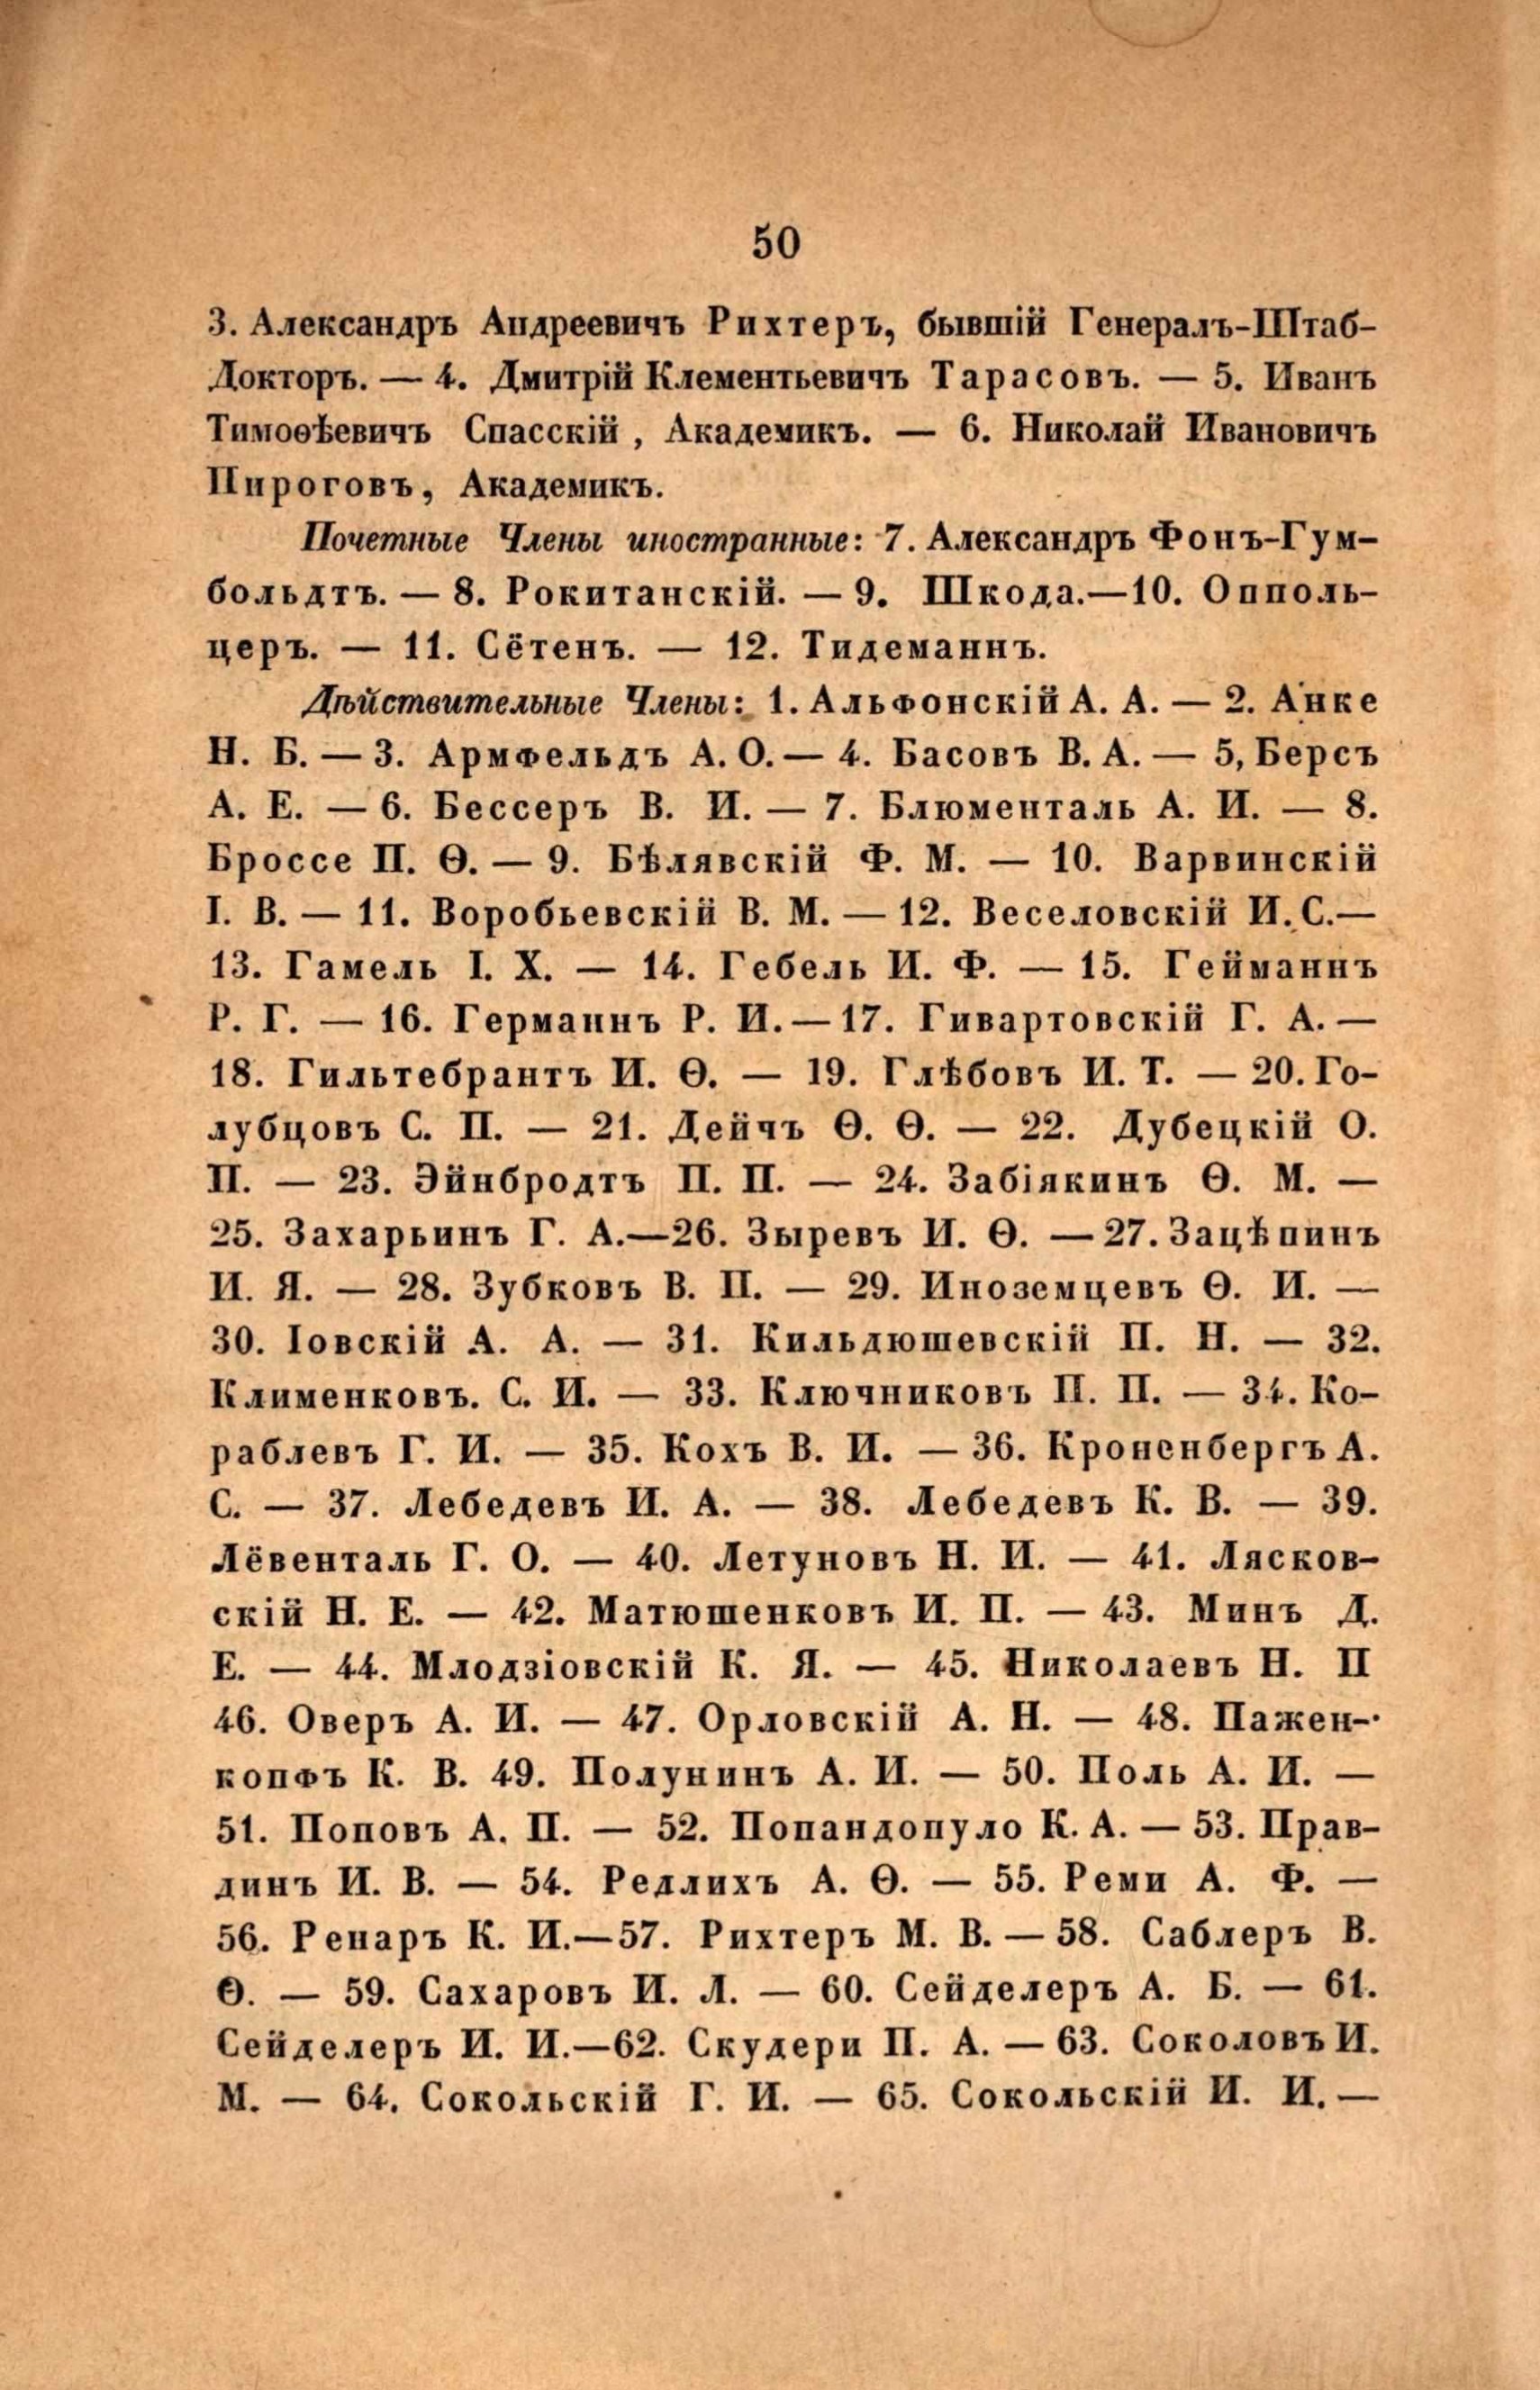 50
3. Александръ Андреевичъ Рихтеръ, бывшій Генералъ-Штаб-
Докторъ. — 4. Дмитрій Клементьевичъ Тарасовъ. — 5. Иванъ
Тимоѳѣевичъ Спасскій, Академикъ. — 6. Николай Ивановичъ
Пироговъ, Академикъ.
Почетные Члены иностранные: 7. Александръ Фонъ-Гум-
больдтъ. — 8. Рокитанскій. — 9. Шкода.—10. Ополь-
церъ. — 11. Сётенъ. — 12. Тидеманнъ.
Дѣйствительные Члены: 1. Альфонскій А. А. — 2. Анке
Н. Б. — 3. Армфельдъ А. О. — 4. Басовъ В. А. — 5, Берсъ
А. Е. — 6. Бессеръ В. И. — 7. Блюменталь А. И. — 8.
Броссе П. Ѳ. — 9. Бѣлявскій Ф. М. — 10. Варвинскій
I. В. — 11. Воробьевскій В. М. — 12. Веселовскій И. С.—
13. Гамель I. Х. — 14. Гебель И. Ф. — 15. Гейманнъ
Р. Г. — 16. Германнъ Р. И.—17. Гивартовскій Г. А. —
18. Гильтебрантъ И. Ѳ. — 19. Глѣбовъ И. Т. — 20. Го-
лубцовъ С. П. — 21. Дейчъ Ѳ. Ѳ. — 22. Дубецкій О.
П. — 23. Эйнбродтъ П. П. — 24. Забіякинъ Ѳ. М. —
25. Захарьинъ Г. А.—26. Зыревъ И. Ѳ. — 27. Зацѣпинъ
И. Я. — 28. Зубковъ В. П. — 29. Иноземцевъ Ѳ. И. —
30. Іовскій А. А. — 31. Кильдюшевскій П. Н. — 32.
Клименковъ. С. И. — 33. Ключниковъ П. П. — 34. Ко-
раблевъ Г. И. — 35. Кохъ В. И. — 36. Кроненбергъ А.
С. — 37. Лебедевъ И. А. — 38. Лебедевъ К. В. — 39.
Лёвенталь Г. О. — 40. Летуновъ Н. И. — 41. Лясков-
скій Н. Е. — 42. Матюшенковъ И. П. — 43. Минъ Д.
Е. — 44. Млодзіовскій К. Я. — 45. Николаевъ Н. П
46. Оверъ А. И. — 47. Орловскій А. Н. — 48. Пажен-
копфъ К. В. 49. Полунинъ А. И. — 50. Поль А. И. —
51. Поповъ А. П. — 52. Попандопуло К. А. — 53. Прав-
динъ И. В. — 54. Редлихъ А. Ѳ. — 55. Реми А. Ф. —
56. Ренаръ К. И.—57. Рихтеръ М. В. — 58. Саблеръ В.
Ѳ. — 59. Сахаровъ И. Л. — 60. Сейделеръ А. Б. — 61.
Сейделеръ И. И.—62. Скудери П. А. — 63. Соколовъ И.
М. — 64. Сокольскій Г. И. — 65. Сокольскій И. И. —